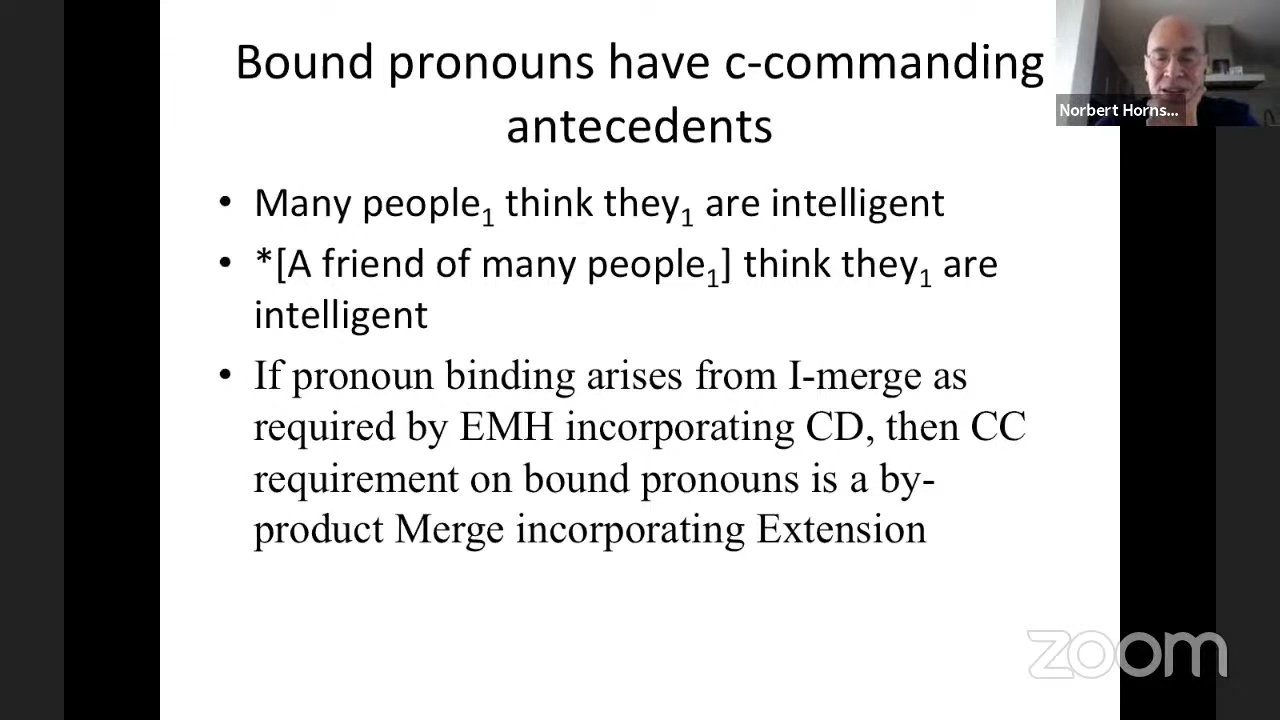 Bound pronouns have c-commanding
antecedents
Norbert Horns...
• Many people₁ think they₁ are intelligent
• *[A friend of many people₁] think they₁ are
intelligent
• If pronoun binding arises from I-merge as
required by EMH incorporating CD, then CC
requirement on bound pronouns is a by-
product Merge incorporating Extension
zoom